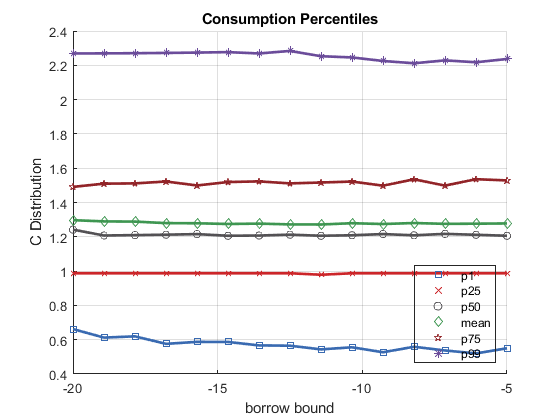 Consumption Percentiles
C Distribution
2.4
2.2
2
1.8
1.6
1.4
1.2
1
0.8
0.6
0.4
-20
-15
-10
-5
borrow bound
p1
p25
p50
mean
p75
p99